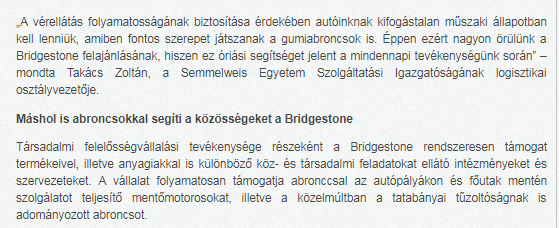 „A vérellátás folyamatosságának biztosítása érdekében autóinknak kifogástalan műszaki állapotban
kell lenniük, amiben fontos szerepet játszanak a gumiabroncsok is. Éppen ezért nagyon örülünk a
Bridgestone felajánlásának, hiszen ez óriási segítséget jelent a mindennapi tevékenységünk során” –
mondta Takács Zoltán, a Semmelweis Egyetem Szolgáltatási Igazgatóságának logisztikai
osztályvezetője.
Máshol is abroncsokkal segíti a közösségeket a Bridgestone
Társadalmi felelősségvállalási tevékenysége részeként a Bridgestone rendszeresen támogat
termékeivel, illetve anyagiakkal is különböző köz- és társadalmi feladatokat ellátó intézményeket és
szervezeteket. A vállalat folyamatosan támogatja abronccsal az autópályákon és főutak mentén
szolgálatot teljesítő mentőmotorosokat, illetve a közelmúltban a tatabányai tűzoltóságnak is
adományozott abroncsot.